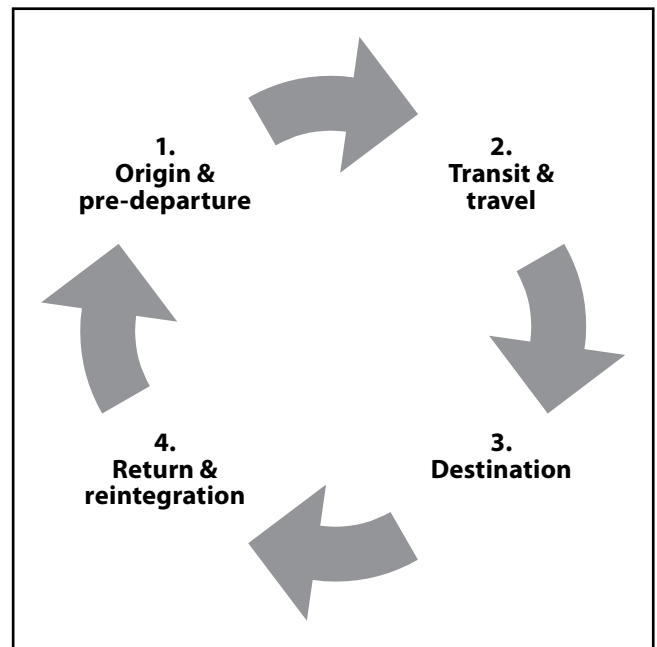 1.
Origin &
pre-departure
2.
Transit &
travel
3.
Destination
4.
Return &
reintegration